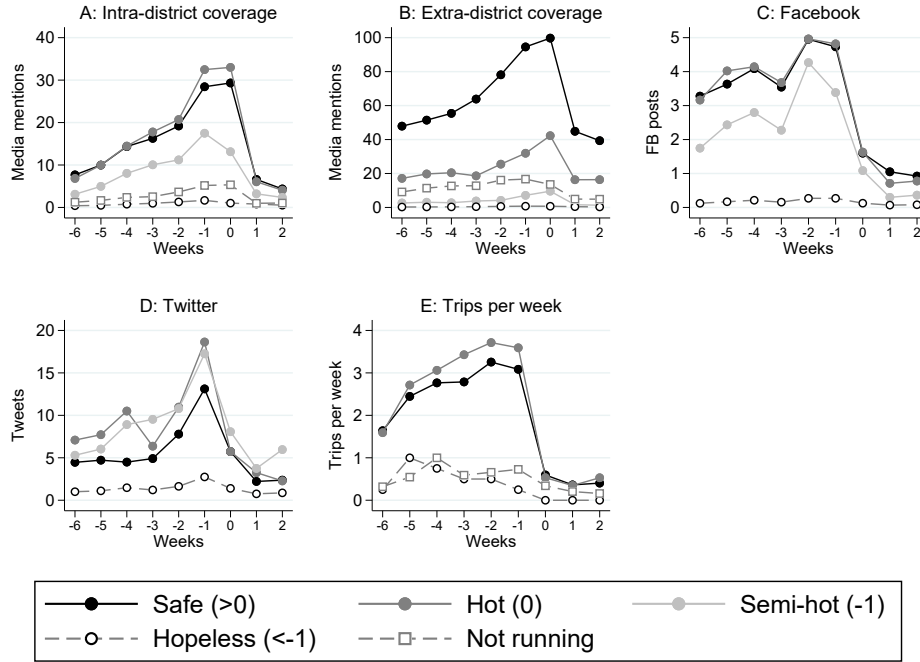 A: Intra-district coverage
Media mentions
40
30
20
10
0
-6 -5 -4 -3 -2 -1 0 1 2
Weeks
B: Extra-district coverage
Media mentions
100
80
60
40
20
0
-6 -5 -4 -3 -2 -1 0 1 2
Weeks
C: Facebook
FB posts
5
4
3
2
1
0
-6 -5 -4 -3 -2 -1 0 1 2
Weeks
D: Twitter
Tweets
20
15
10
5
0
-6 -5 -4 -3 -2 -1 0 1 2
Weeks
E: Trips per week
Trips per week
4
3
2
1
0
-6 -5 -4 -3 -2 -1 0 1 2
Weeks
Safe (>0) Hot (0) Semi-hot (-1)
Hopeless (<-1) Not running